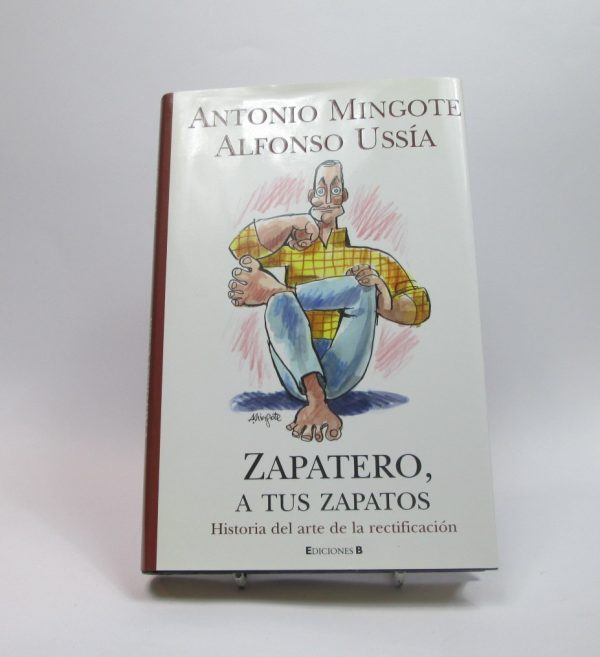 ANTONIO MINGOTE
ALFONSO USSÍA
Mingote
ZAPATERO,
A TUS ZAPATOS
Historia del arte de la rectificación
EDICIONES B